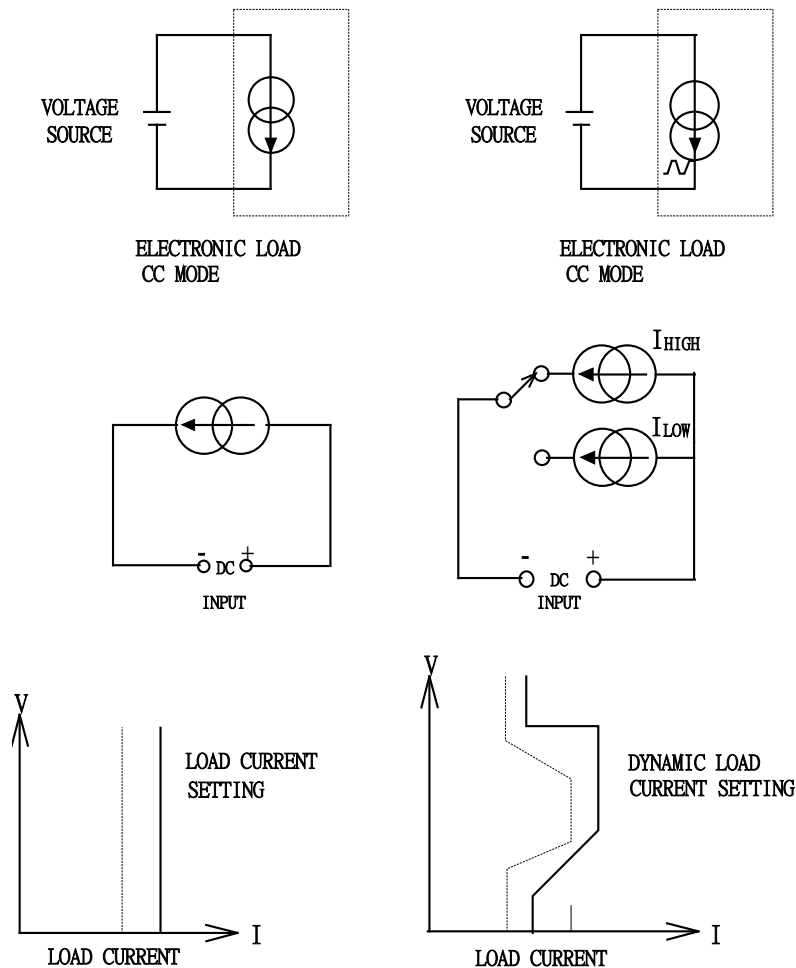 VOLTAGE
SOURCE
ELECTRONIC LOAD
CC MODE
VOLTAGE
SOURCE
ELECTRONIC LOAD
CC MODE
- DC +
INPUT
IHIGH
ILOW
- DC +
INPUT
V
LOAD CURRENT
SETTING
I
LOAD CURRENT
V
DYNAMIC LOAD
CURRENT SETTING
I
LOAD CURRENT